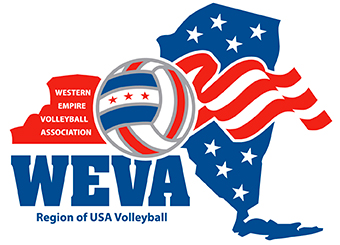 WESTERN
EMPIRE
VOLLEYBALL
ASSOCIATION
WEVA
Region of USA Volleyball